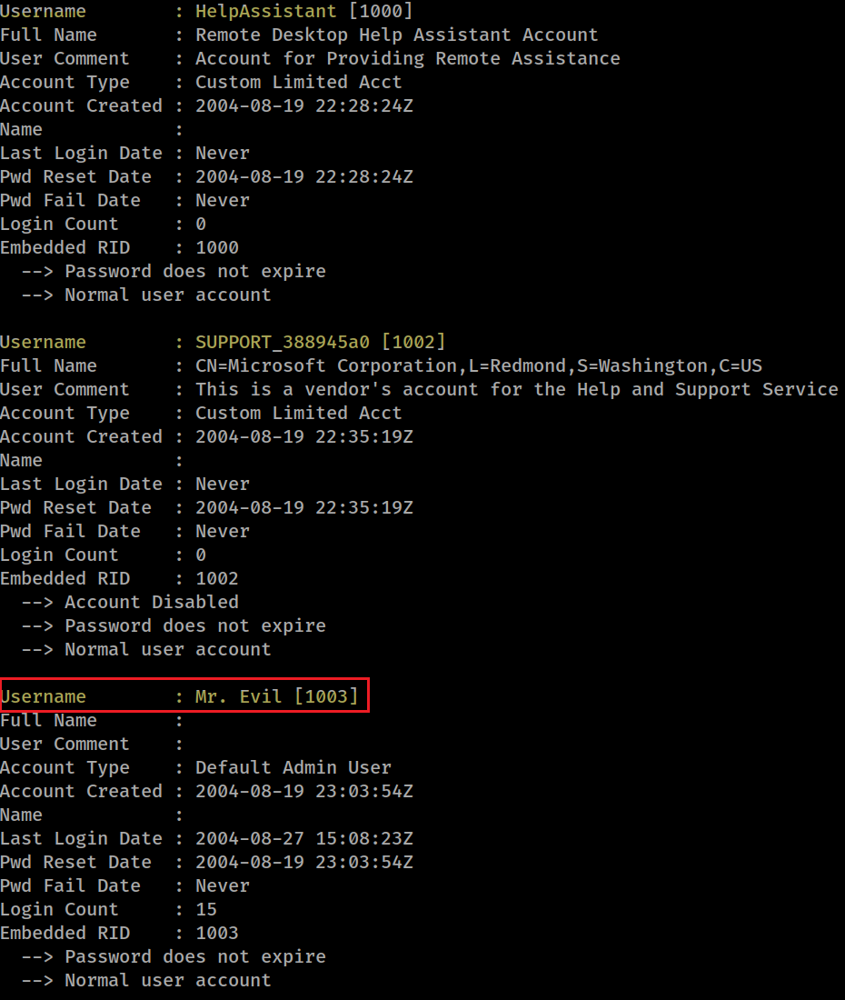 Username        : HelpAssistant [1000]
Full Name       : Remote Desktop Help Assistant Account
User Comment    : Account for Providing Remote Assistance
Account Type    : Custom Limited Acct
Account Created : 2004-08-19 22:28:24Z
Name            :
Last Login Date : Never
Pwd Reset Date  : 2004-08-19 22:28:24Z
Pwd Fail Date   : Never
Login Count     : 0
Embedded RID    : 1000
  --> Password does not expire
  --> Normal user account

Username        : SUPPORT_388945a0 [1002]
Full Name       : CN=Microsoft Corporation,L=Redmond,S=Washington,C=US
User Comment    : This is a vendor's account for the Help and Support Service
Account Type    : Custom Limited Acct
Account Created : 2004-08-19 22:35:19Z
Name            :
Last Login Date : Never
Pwd Reset Date  : 2004-08-19 22:35:19Z
Pwd Fail Date   : Never
Login Count     : 0
Embedded RID    : 1002
  --> Account Disabled
  --> Password does not expire
  --> Normal user account

Username        : Mr. Evil [1003]
Full Name       :
User Comment    :
Account Type    : Default Admin User
Account Created : 2004-08-19 23:03:54Z
Name            :
Last Login Date : 2004-08-27 15:08:23Z
Pwd Reset Date  : 2004-08-19 23:03:54Z
Pwd Fail Date   : Never
Login Count     : 15
Embedded RID    : 1003
  --> Password does not expire
  --> Normal user account